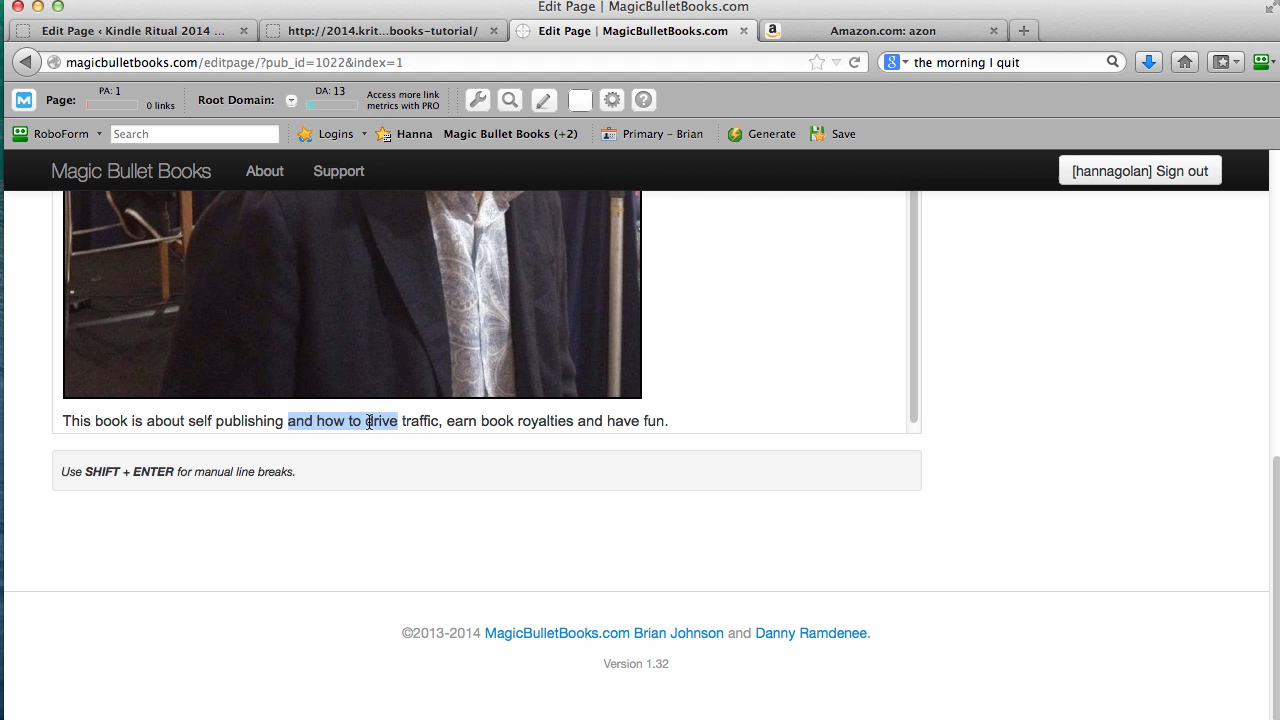 Edit Page | MagicBulletBooks.com
Edit Page ‹ Kindle Ritual 2014 ...
http://2014.krit...books-tutorial/
Edit Page | MagicBulletBooks.com
Amazon.com: azon
magicbulletbooks.com/editpage/?pub_id=1022&index=1
the morning I quit
Page:
PA: 1
0 links
Root Domain:
DA: 13
Access more link
metrics with PRO
RoboForm
Search
Logins
Hanna
Magic Bullet Books (+2)
Primary - Brian
Generate
Save
Magic Bullet Books
About
Support
[hannagolan] Sign out
This book is about self publishing and how to drive traffic, earn book royalties and have fun.
Use SHIFT + ENTER for manual line breaks.
©2013-2014 MagicBulletBooks.com Brian Johnson and Danny Ramdenee.
Version 1.32